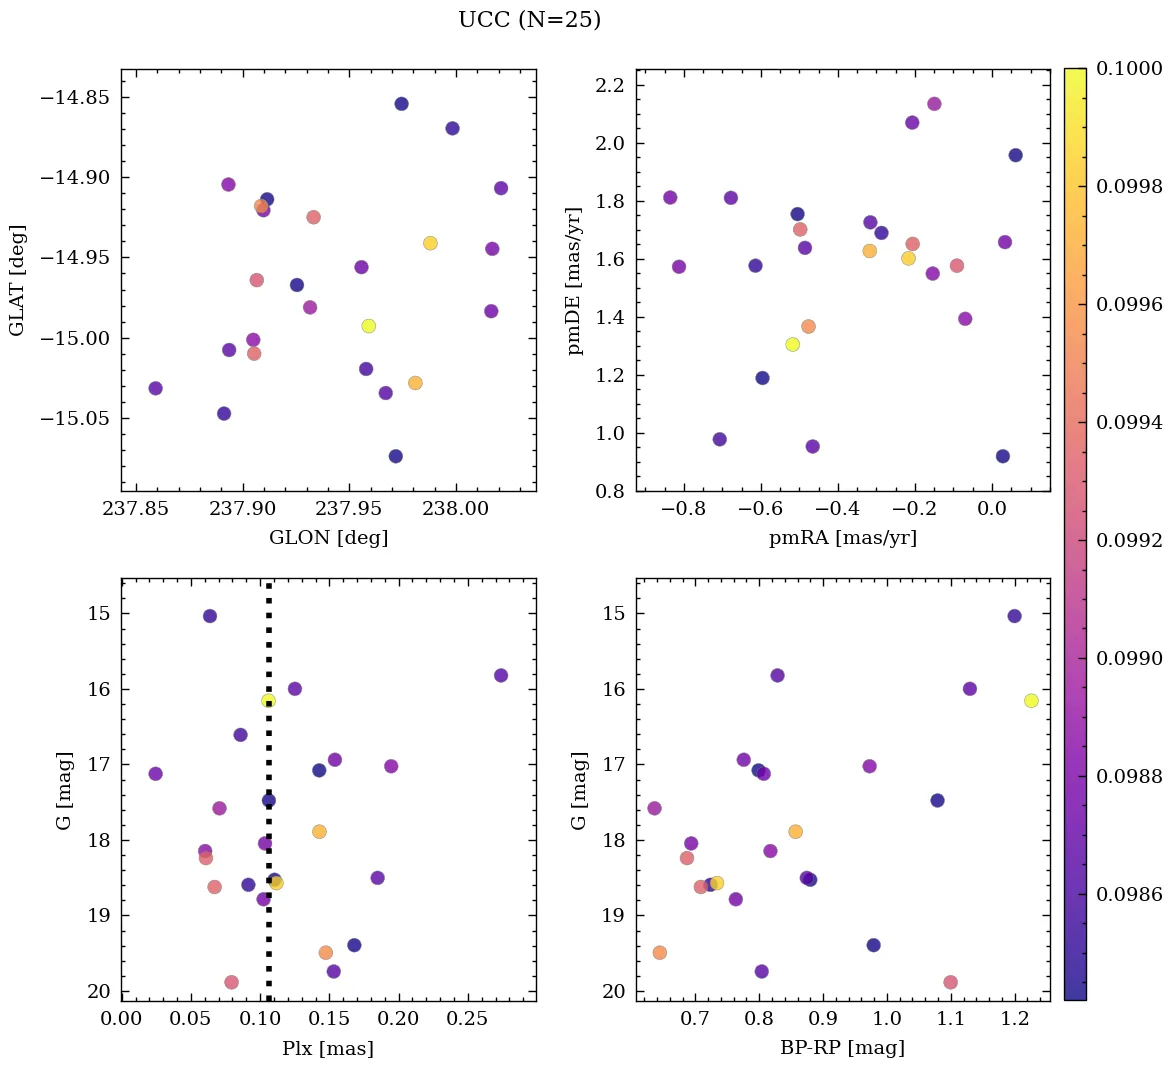 UCC (N=25)
−14.85
−14.90
−14.95
−15.00
−15.05
GLAT [deg]
237.85 237.90 237.95 238.00
GLON [deg]
2.2
2.0
1.8
1.6
1.4
1.2
1.0
0.8
pmDE [mas/yr]
−0.8 −0.6 −0.4 −0.2 0.0
pmRA [mas/yr]
15
16
17
18
19
20
G [mag]
0.00 0.05 0.10 0.15 0.20 0.25
Plx [mas]
15
16
17
18
19
20
G [mag]
0.7 0.8 0.9 1.0 1.1 1.2
BP-RP [mag]
0.1000
0.0998
0.0996
0.0994
0.0992
0.0990
0.0988
0.0986